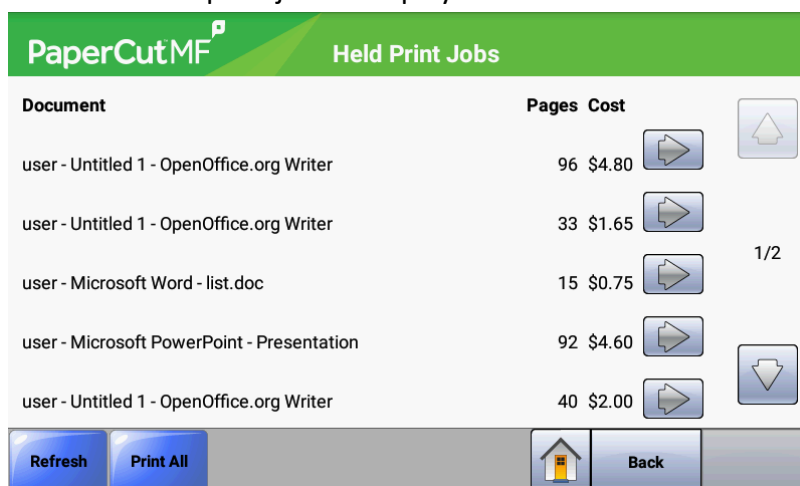 PaperCut MF
Held Print Jobs
Document Pages Cost
user - Untitled 1 - OpenOffice.org Writer 96 $4.80
user - Untitled 1 - OpenOffice.org Writer 33 $1.65
1/2
user - Microsoft Word - list.doc 15 $0.75
user - Microsoft PowerPoint - Presentation 92 $4.60
user - Untitled 1 - OpenOffice.org Writer 40 $2.00
Refresh Print All Back